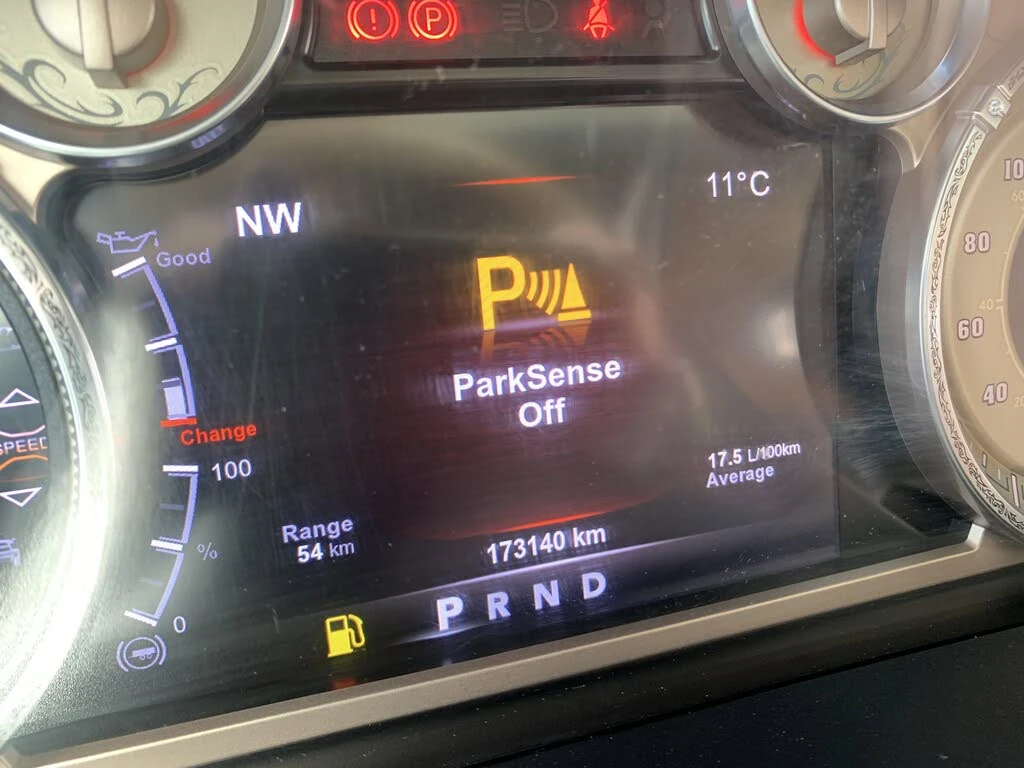 P
NW
11°C
Good
P
ParkSense
Off
Change
SPEED
100
17.5 L/100km
Average
Range
54 km
173140 km
%
0
P R N D
80
60
40
40